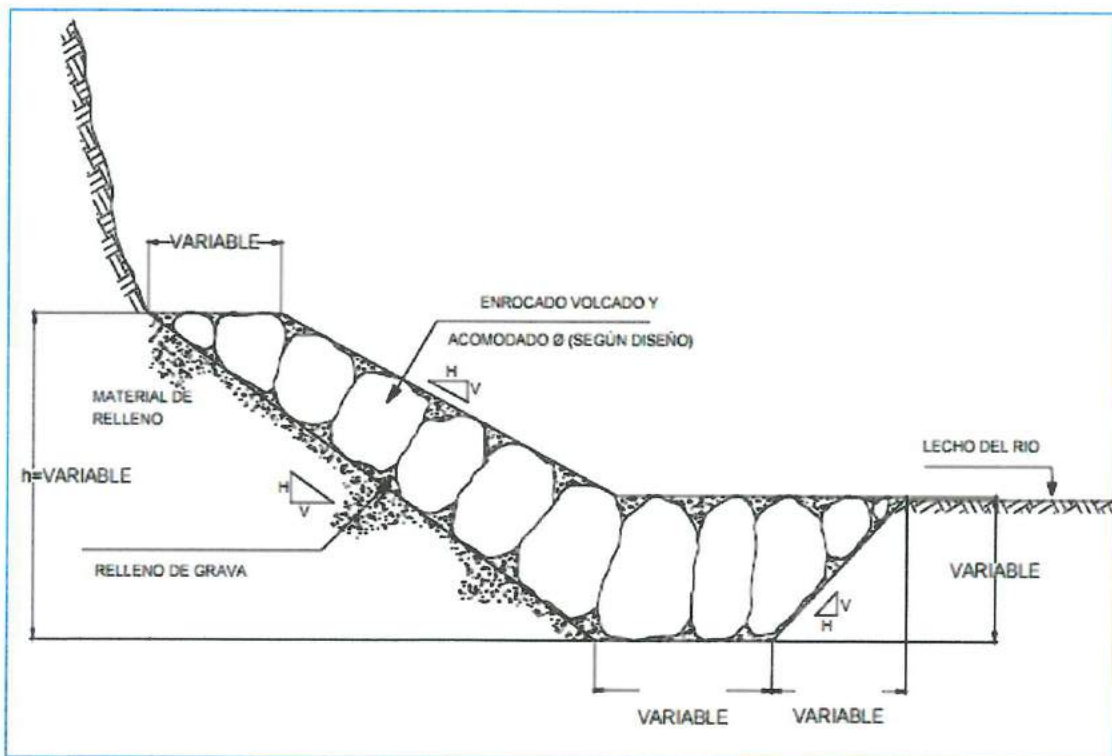 VARIABLE
ENROCADO VOLCADO Y
ACOMODADO Ø (SEGÚN DISEÑO)
H
V
MATERIAL DE
RELLENO
LECHO DEL RIO
h=VARIABLE
H
V
RELLENO DE GRAVA
VARIABLE
V
H
VARIABLE
VARIABLE